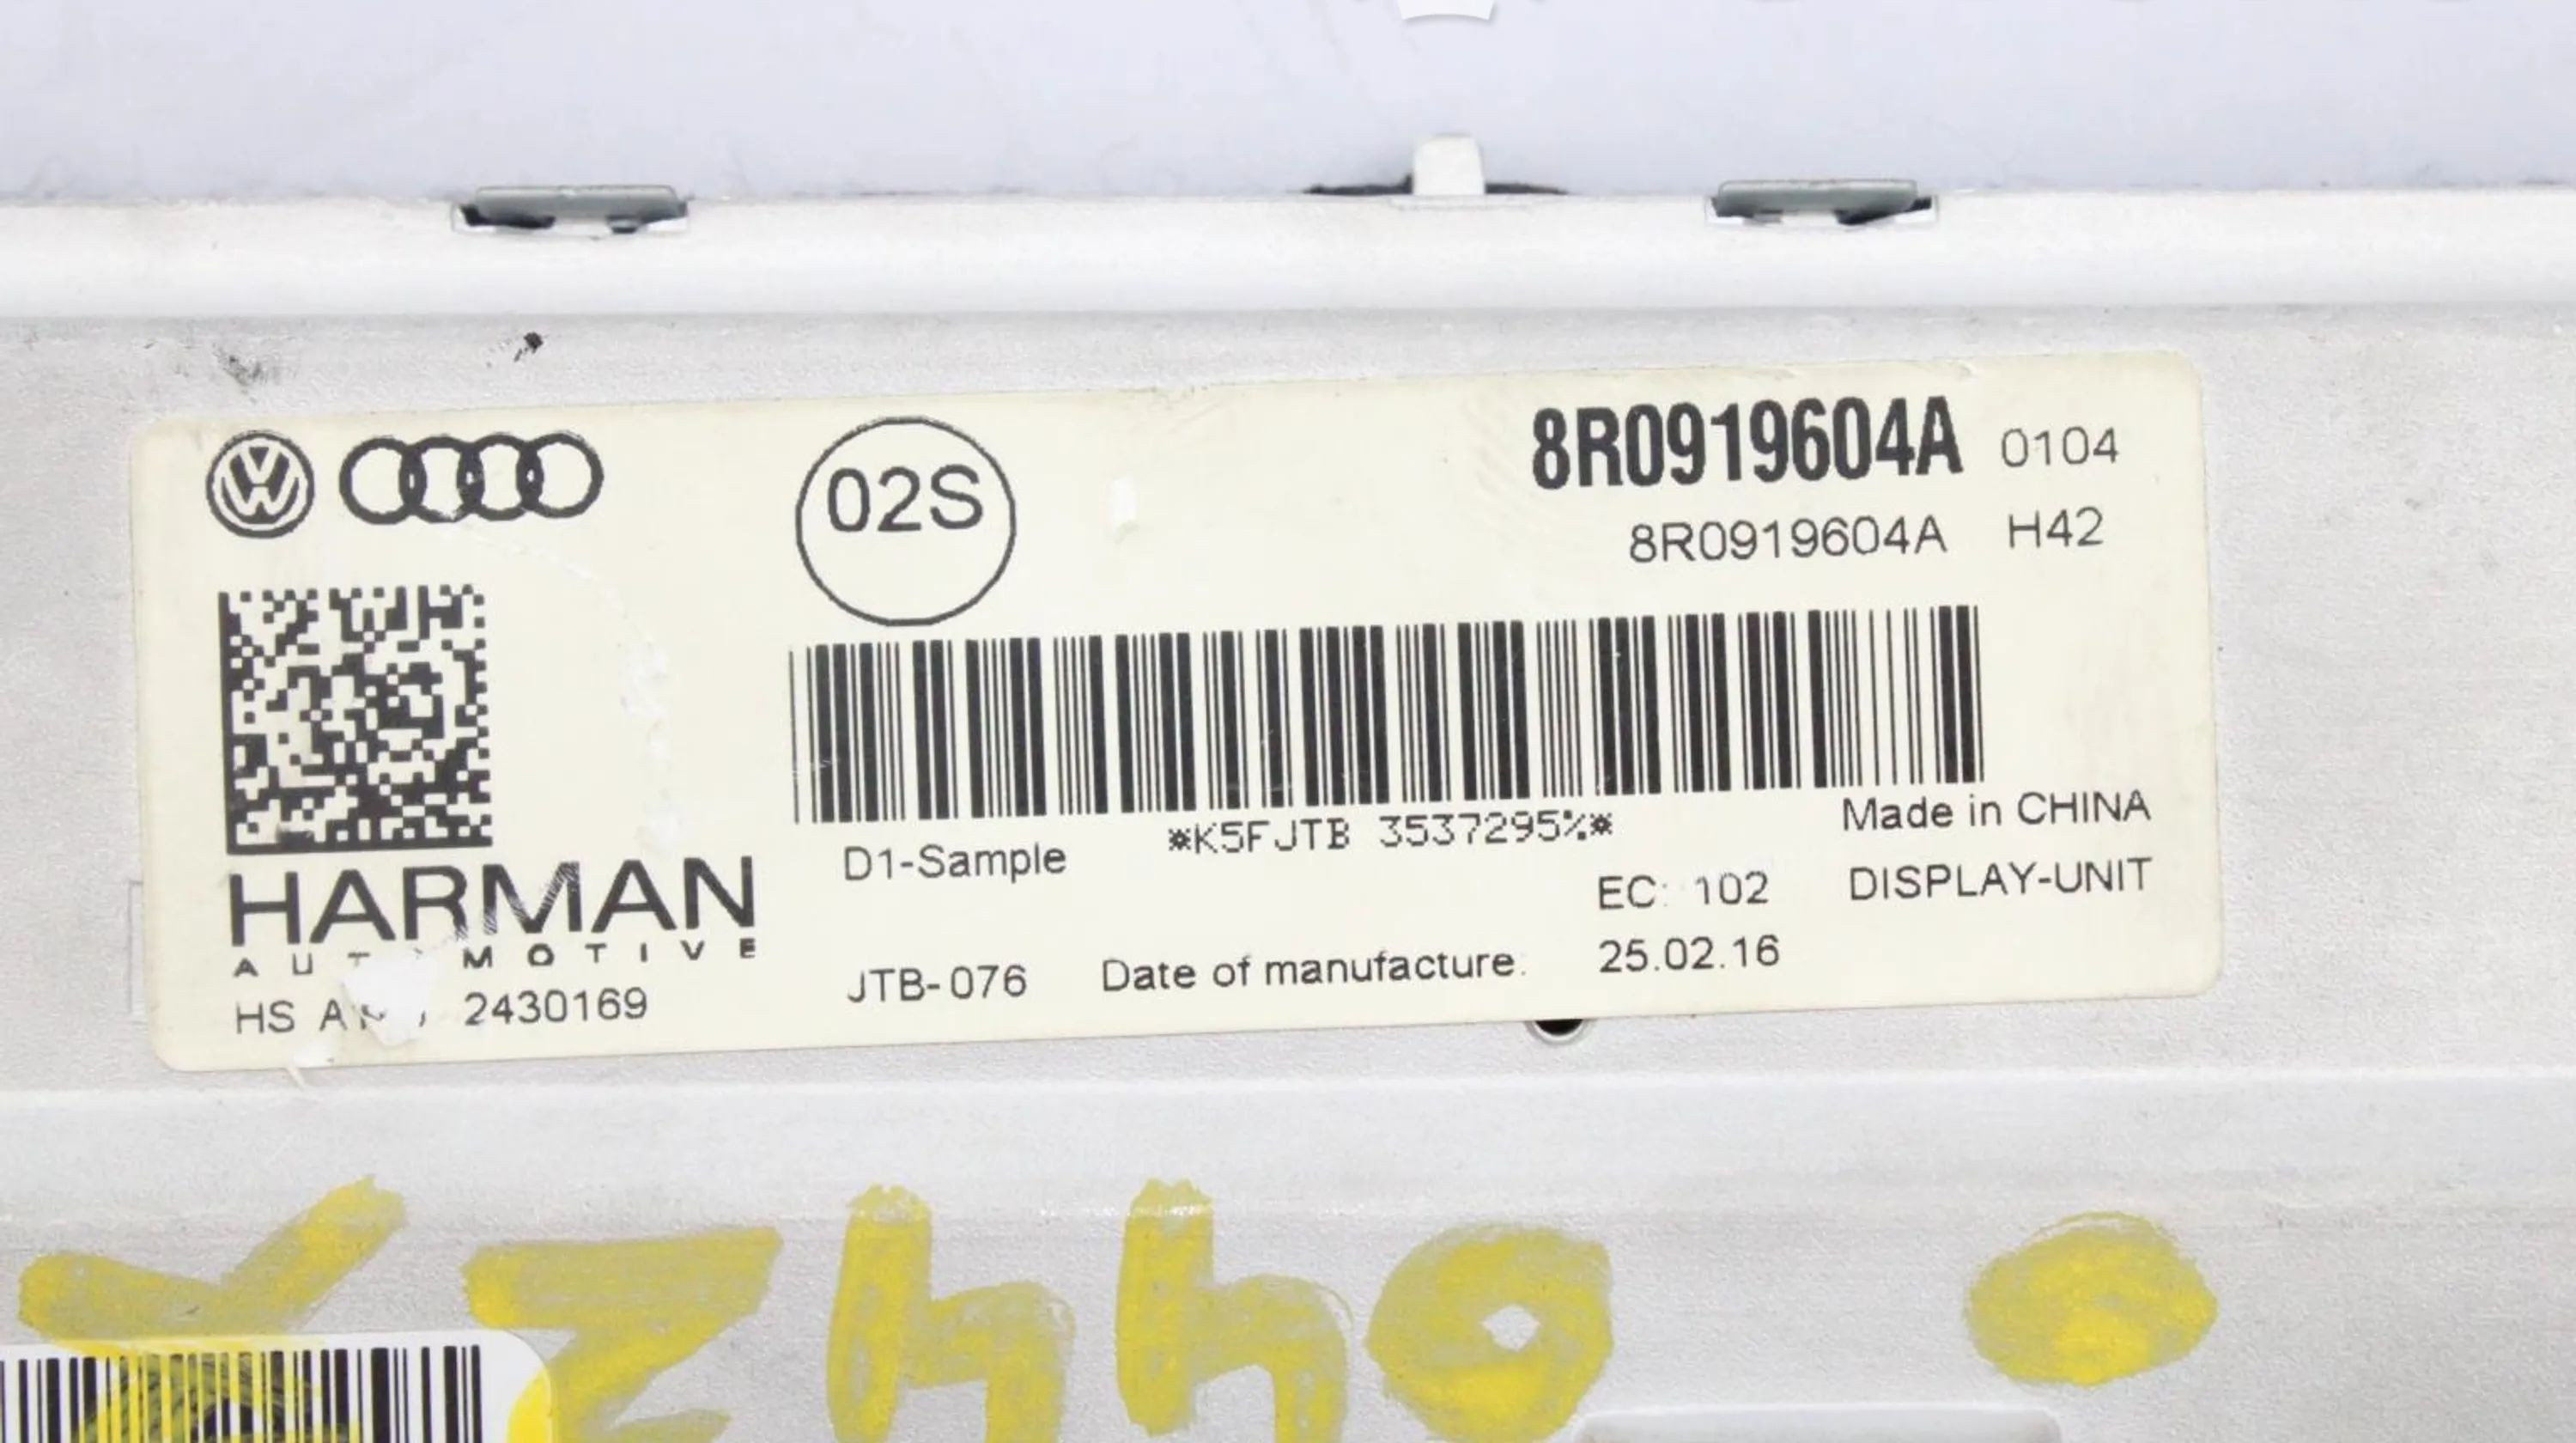 02S
8R0919604A 0104
8R0919604A H42
*K5FJTB 3537295%*
Made in CHINA
D1-Sample
EC: 102
DISPLAY-UNIT
HARMAN
HS 2430169
JTB-076
Date of manufacture: 25.02.16